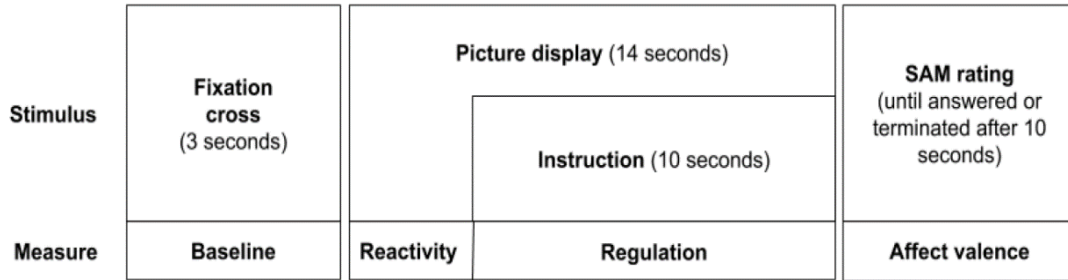 Stimulus
Fixation
cross
(3 seconds)
Picture display (14 seconds)
Instruction (10 seconds)
SAM rating
(until answered or
terminated after 10
seconds)
Measure
Baseline
Reactivity
Regulation
Affect valence